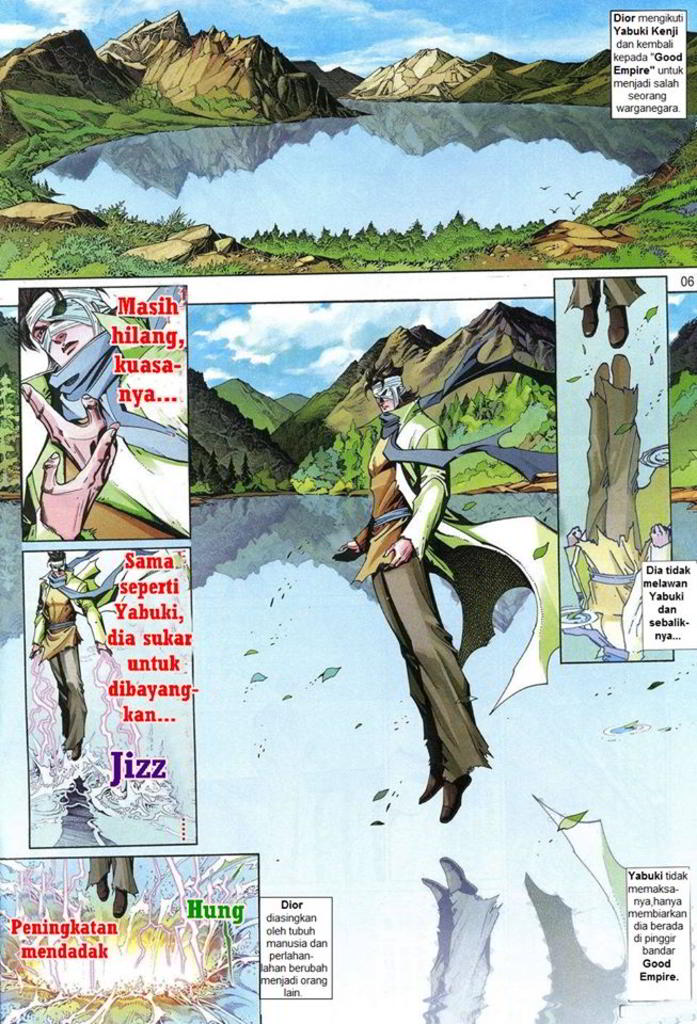 Dior mengikuti
Yabuki Kenji
dan kembali
kepada "Good
Empire" untuk
menjadi salah
seorang
warganegara.
06
Masih
hilang,
kuasa-
nya...
Sama
seperti
Yabuki,
dia sukar
untuk
dibayang-
kan...
Jizz
Dia tidak
melawan
Yabuki
dan
sebalik-
nya...
Peningkatan
mendadak
Hung
Dior
diasingkan
oleh tubuh
manusia dan
perlahan-
lahan berubah
menjadi orang
lain.
Yabuki tidak
memaksa-
nya,hanya
membiarkan
dia berada
di pinggir
bandar
Good
Empire.